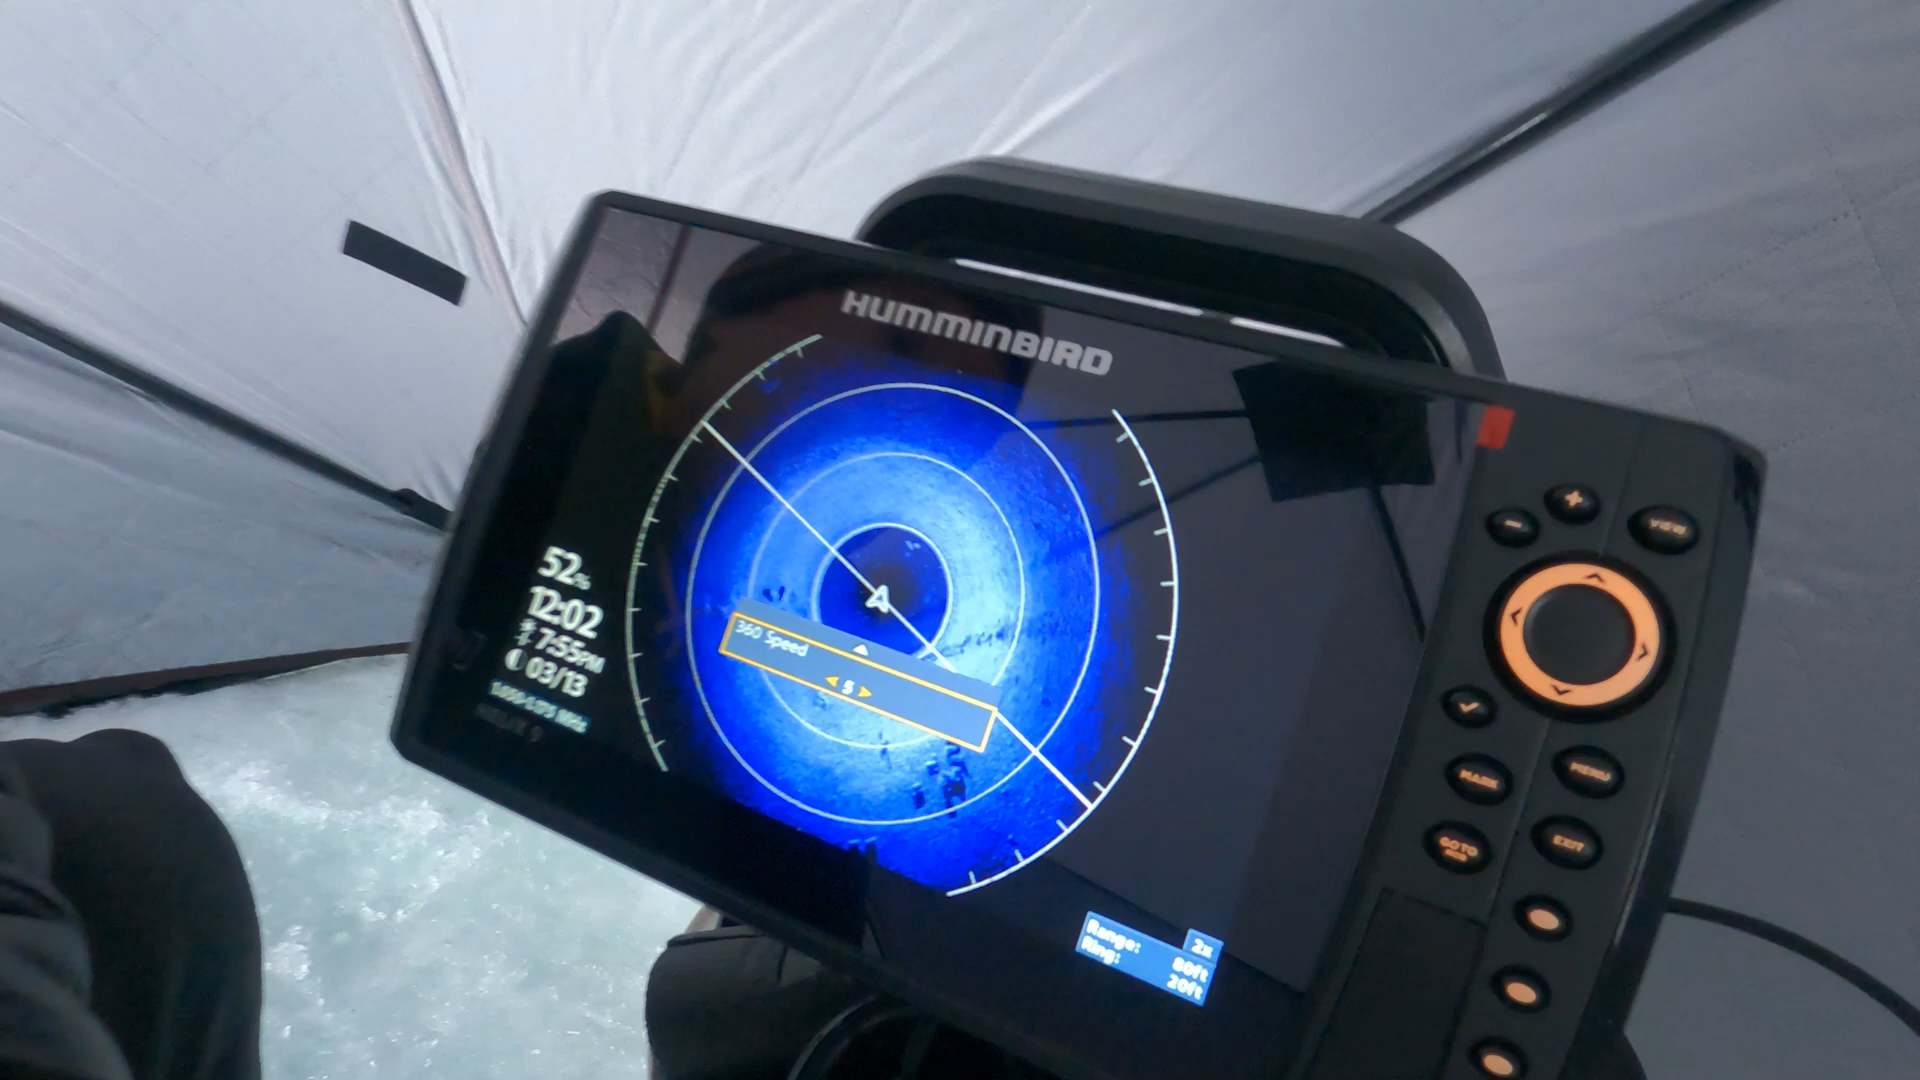 HUMMINBIRD
52%
12:02
7:55PM
03/13
360 Speed
5
2x
Range: 80ft
Ring: 20ft
VIEW
MARK
MENU
GOTO
EXIT